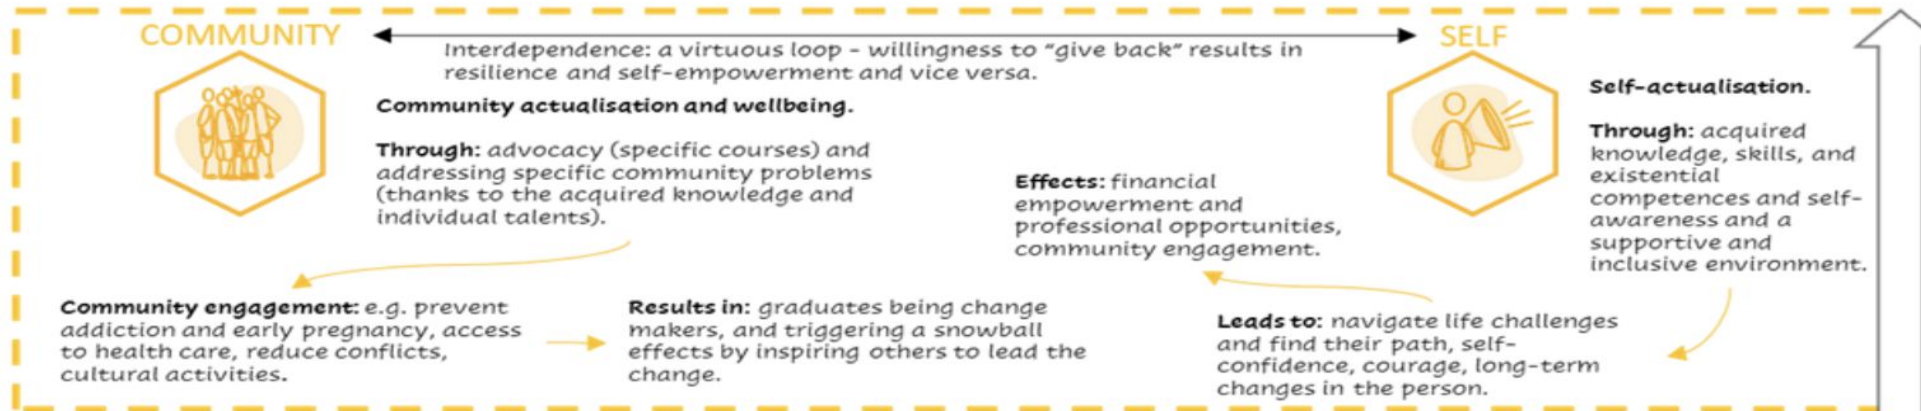 COMMUNITY
Interdependence: a virtuous loop - willingness to "give back" results in
resilience and self-empowerment and vice versa.
SELF
Community actualisation and wellbeing.
Through: advocacy (specific courses) and
addressing specific community problems
(thanks to the acquired knowledge and
individual talents).
Community engagement: e.g. prevent
addiction and early pregnancy, access
to health care, reduce conflicts,
cultural activities.
Results in: graduates being change
makers, and triggering a snowball
effects by inspiring others to lead the
change.
Self-actualisation.
Through: acquired
knowledge, skills, and
existential
competences and self-
awareness and a
supportive and
inclusive environment.
Leads to: navigate life challenges
and find their path, self-
confidence, courage, long-term
changes in the person.
Effects: financial
empowerment and
professional opportunities,
community engagement.